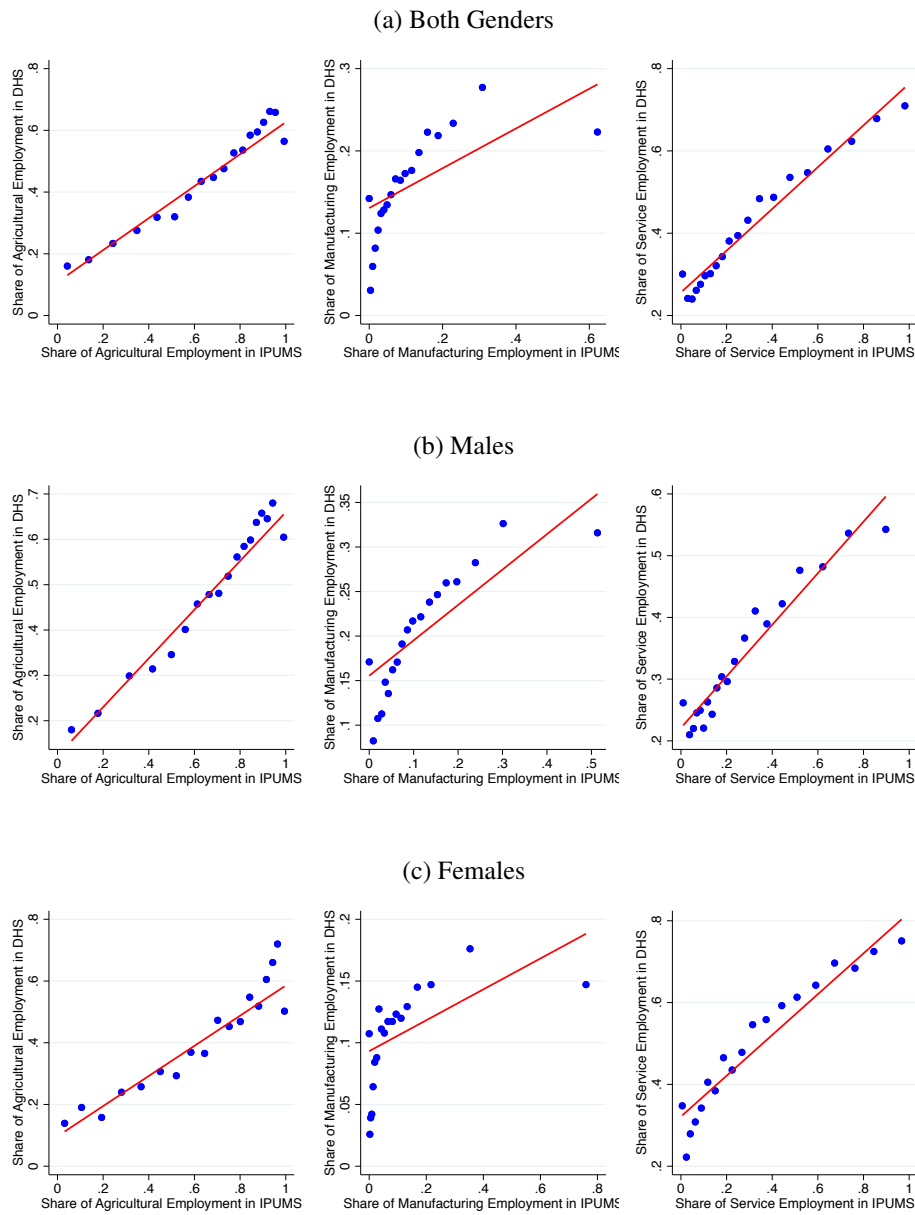 (a) Both Genders
Share of Agricultural Employment in DHS
0 .2 .4 .6 .8
0 .2 .4 .6 .8 1
Share of Agricultural Employment in IPUMS
Share of Manufacturing Employment in DHS
0 .1 .2 .3
0 .2 .4 .6
Share of Manufacturing Employment in IPUMS
Share of Service Employment in DHS
.2 .4 .6 .8
0 .2 .4 .6 .8 1
Share of Service Employment in IPUMS
(b) Males
Share of Agricultural Employment in DHS
.2 .3 .4 .5 .6 .7
0 .2 .4 .6 .8 1
Share of Agricultural Employment in IPUMS
Share of Manufacturing Employment in DHS
.1 .15 .2 .25 .3 .35
0 .1 .2 .3 .4 .5
Share of Manufacturing Employment in IPUMS
Share of Service Employment in DHS
.2 .3 .4 .5 .6
0 .2 .4 .6 .8 1
Share of Service Employment in IPUMS
(c) Females
Share of Agricultural Employment in DHS
0 .2 .4 .6 .8
0 .2 .4 .6 .8 1
Share of Agricultural Employment in IPUMS
Share of Manufacturing Employment in DHS
0 .05 .1 .15 .2
0 .2 .4 .6 .8
Share of Manufacturing Employment in IPUMS
Share of Service Employment in DHS
.2 .4 .6 .8
0 .2 .4 .6 .8 1
Share of Service Employment in IPUMS